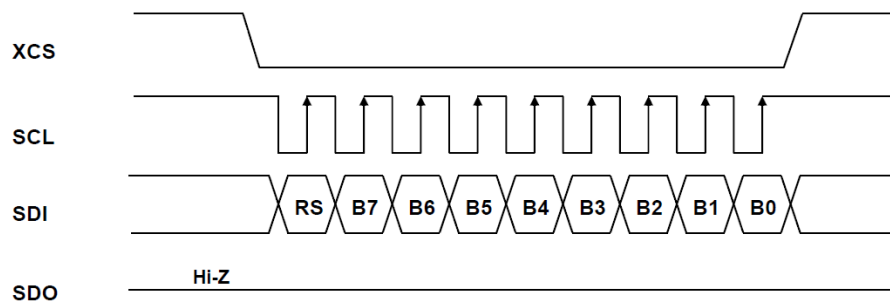 XCS
SCL
SDI RS B7 B6 B5 B4 B3 B2 B1 B0
Hi-Z
SDO